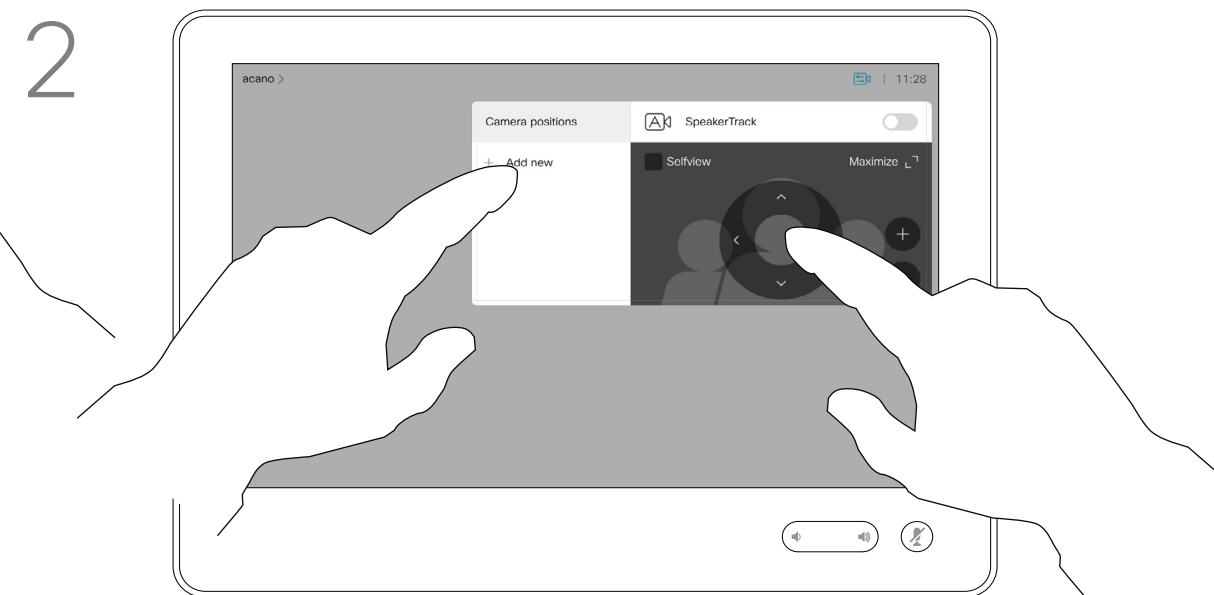 2
acano >
11:28
Camera positions
SpeakerTrack
+ Add new
Selfview
Maximize